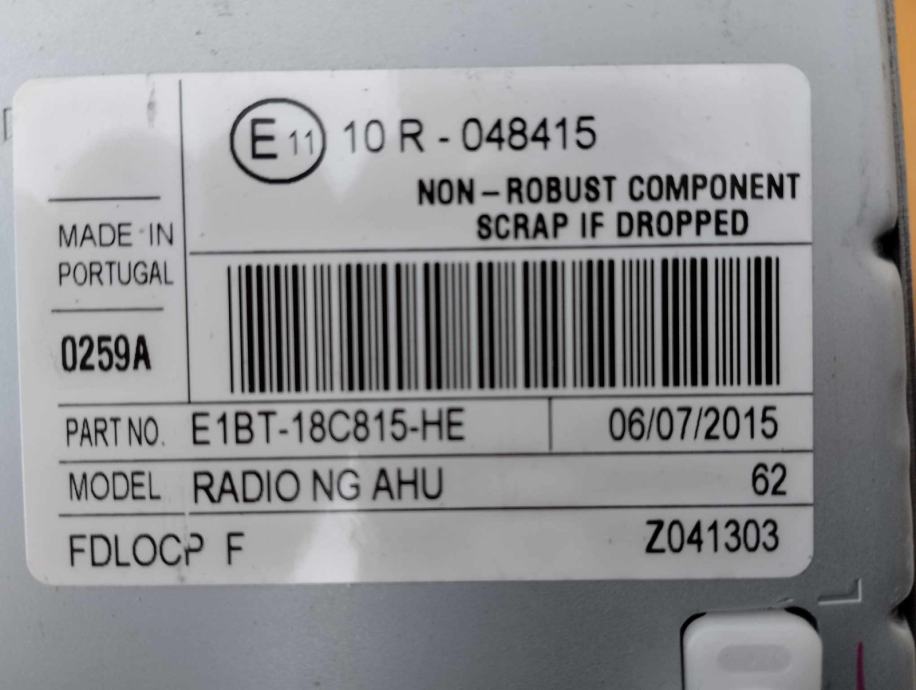 E 11 10 R - 048415
NON-ROBUST COMPONENT
SCRAP IF DROPPED
MADE IN
PORTUGAL
0259A
PART NO. E1BT-18C815-HE 06/07/2015
MODEL RADIO NG AHU 62
FDLOCP F Z041303
L